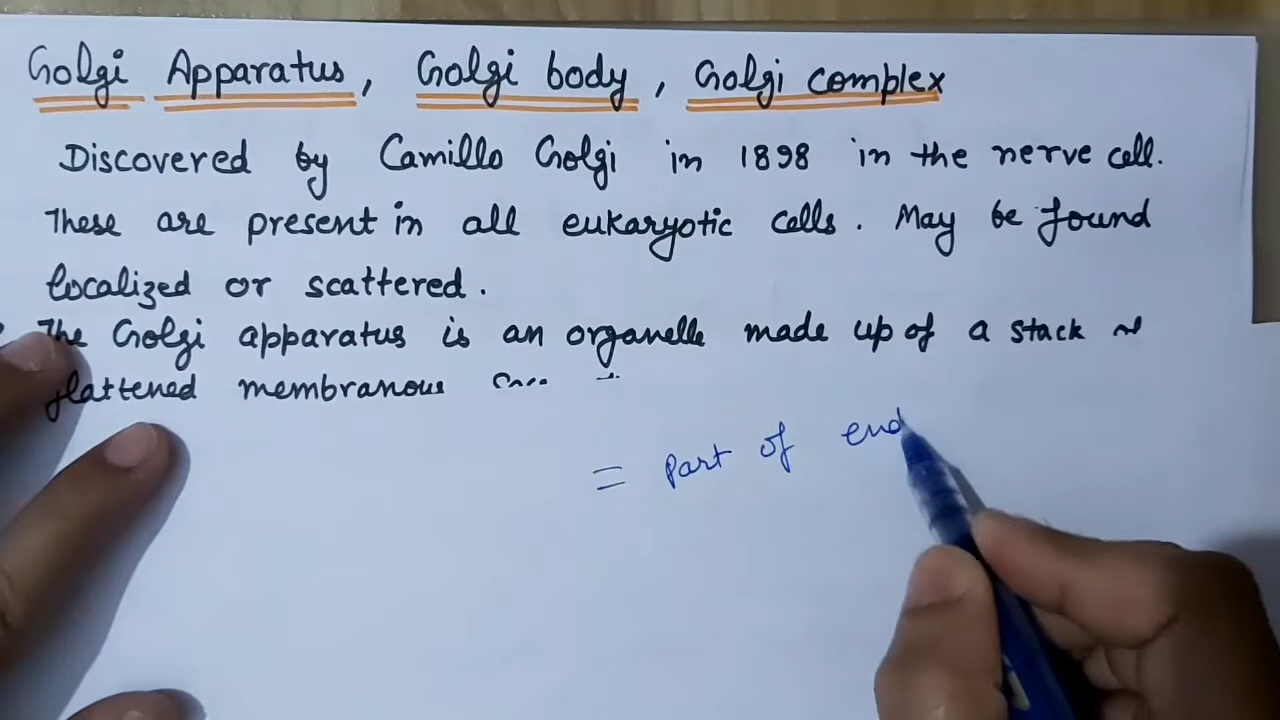 Golgi Apparatus, Golgi body, Golgi complex
Discovered by Camillo Golgi in 1898 in the nerve cell.
These are present in all eukaryotic cells. May be found
localized or scattered.
The Golgi apparatus is an organelle made up of a stack
flattened membranous
= part of end